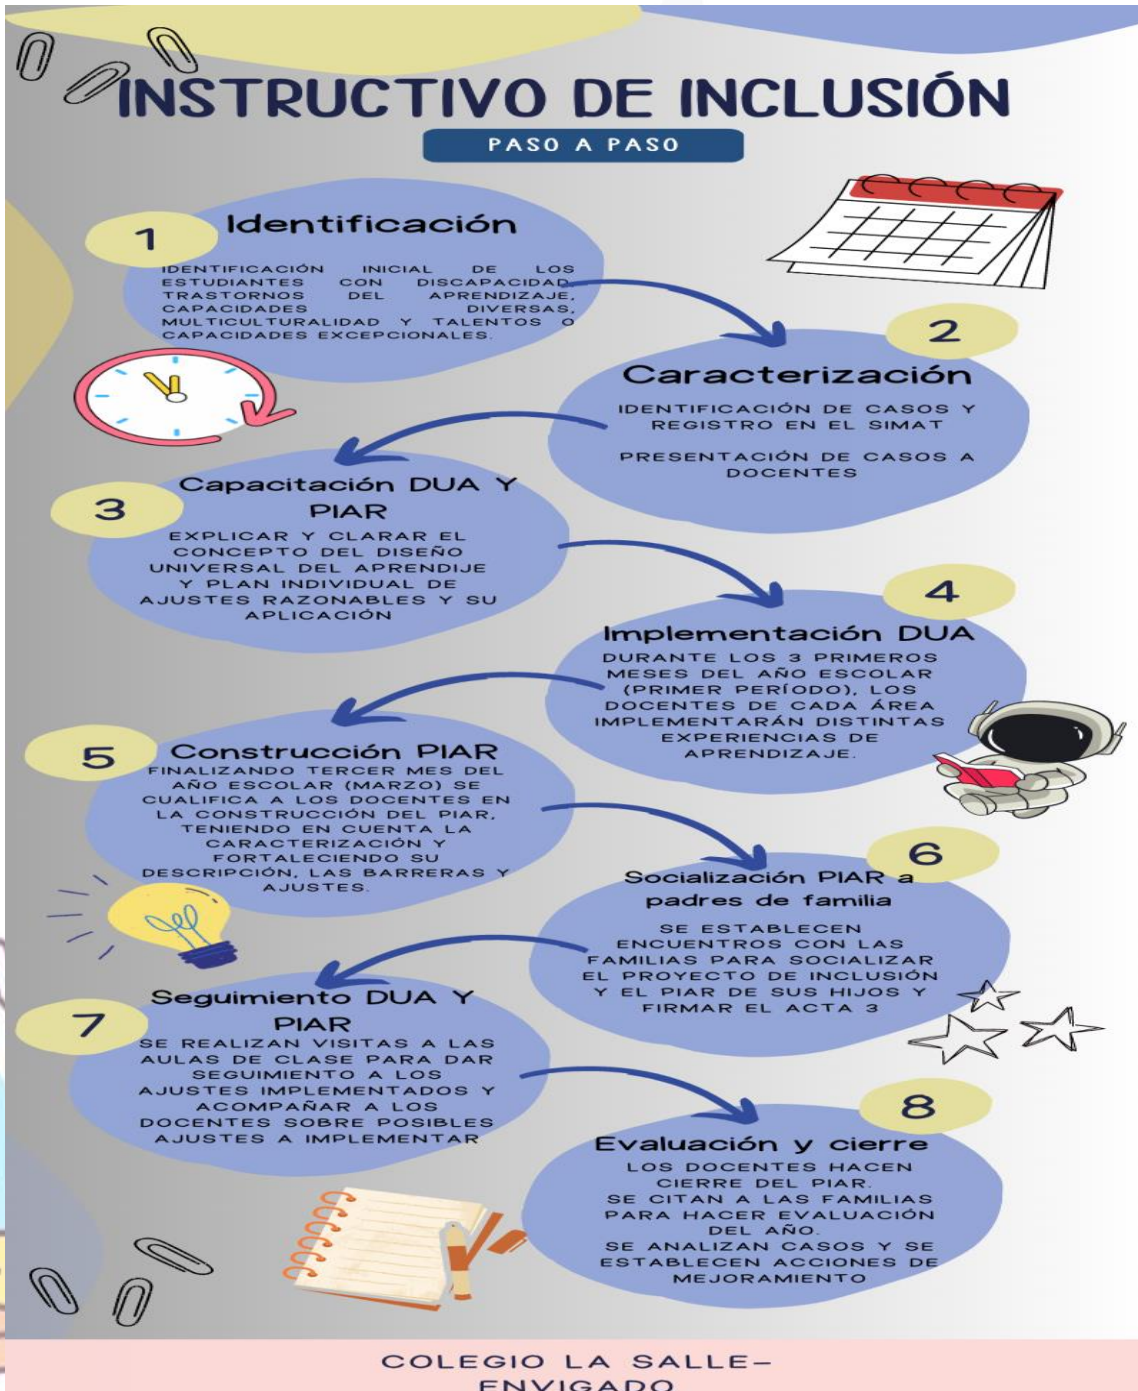 INSTRUCTIVO DE INCLUSIÓN
PASO A PASO
1
Identificación
IDENTIFICACIÓN INICIAL DE LOS
ESTUDIANTES CON DISCAPACIDAD,
TRASTORNOS DEL APRENDIZAJE,
CAPACIDADES DIVERSAS,
MULTICULTURALIDAD Y TALENTOS O
CAPACIDADES EXCEPCIONALES.
2
Caracterización
IDENTIFICACIÓN DE CASOS Y
REGISTRO EN EL SIMAT
PRESENTACIÓN DE CASOS A
DOCENTES
3
Capacitación DUA Y
PIAR
EXPLICAR Y CLARAR EL
CONCEPTO DEL DISEÑO
UNIVERSAL DEL APRENDIJE
Y PLAN INDIVIDUAL DE
AJUSTES RAZONABLES Y SU
APLICACIÓN
4
Implementación DUA
DURANTE LOS 3 PRIMEROS
MESES DEL AÑO ESCOLAR
(PRIMER PERÍODO), LOS
DOCENTES DE CADA ÁREA
IMPLEMENTARÁN DISTINTAS
EXPERIENCIAS DE
APRENDIZAJE.
5
Construcción PIAR
FINALIZANDO TERCER MES DEL
AÑO ESCOLAR (MARZO) SE
CUALIFICA A LOS DOCENTES EN
LA CONSTRUCCIÓN DEL PIAR,
TENIENDO EN CUENTA LA
CARACTERIZACIÓN Y
FORTALECIENDO SU
DESCRIPCIÓN, LAS BARRERAS Y
AJUSTES.
6
Socialización PIAR a
padres de familia
SE ESTABLECEN
ENCUENTROS CON LAS
FAMILIAS PARA SOCIALIZAR
EL PROYECTO DE INCLUSIÓN
Y EL PIAR DE SUS HIJOS Y
FIRMAR EL ACTA 3
7
Seguimiento DUA Y
PIAR
SE REALIZAN VISITAS A LAS
AULAS DE CLASE PARA DAR
SEGUIMIENTO A LOS
AJUSTES IMPLEMENTADOS Y
ACOMPAÑAR A LOS
DOCENTES SOBRE POSIBLES
AJUSTES A IMPLEMENTAR
8
Evaluación y cierre
LOS DOCENTES HACEN
CIERRE DEL PIAR.
SE CITAN A LAS FAMILIAS
PARA HACER EVALUACIÓN
DEL AÑO.
SE ANALIZAN CASOS Y SE
ESTABLECEN ACCIONES DE
MEJORAMIENTO
COLEGIO LA SALLE-
ENVIGADO